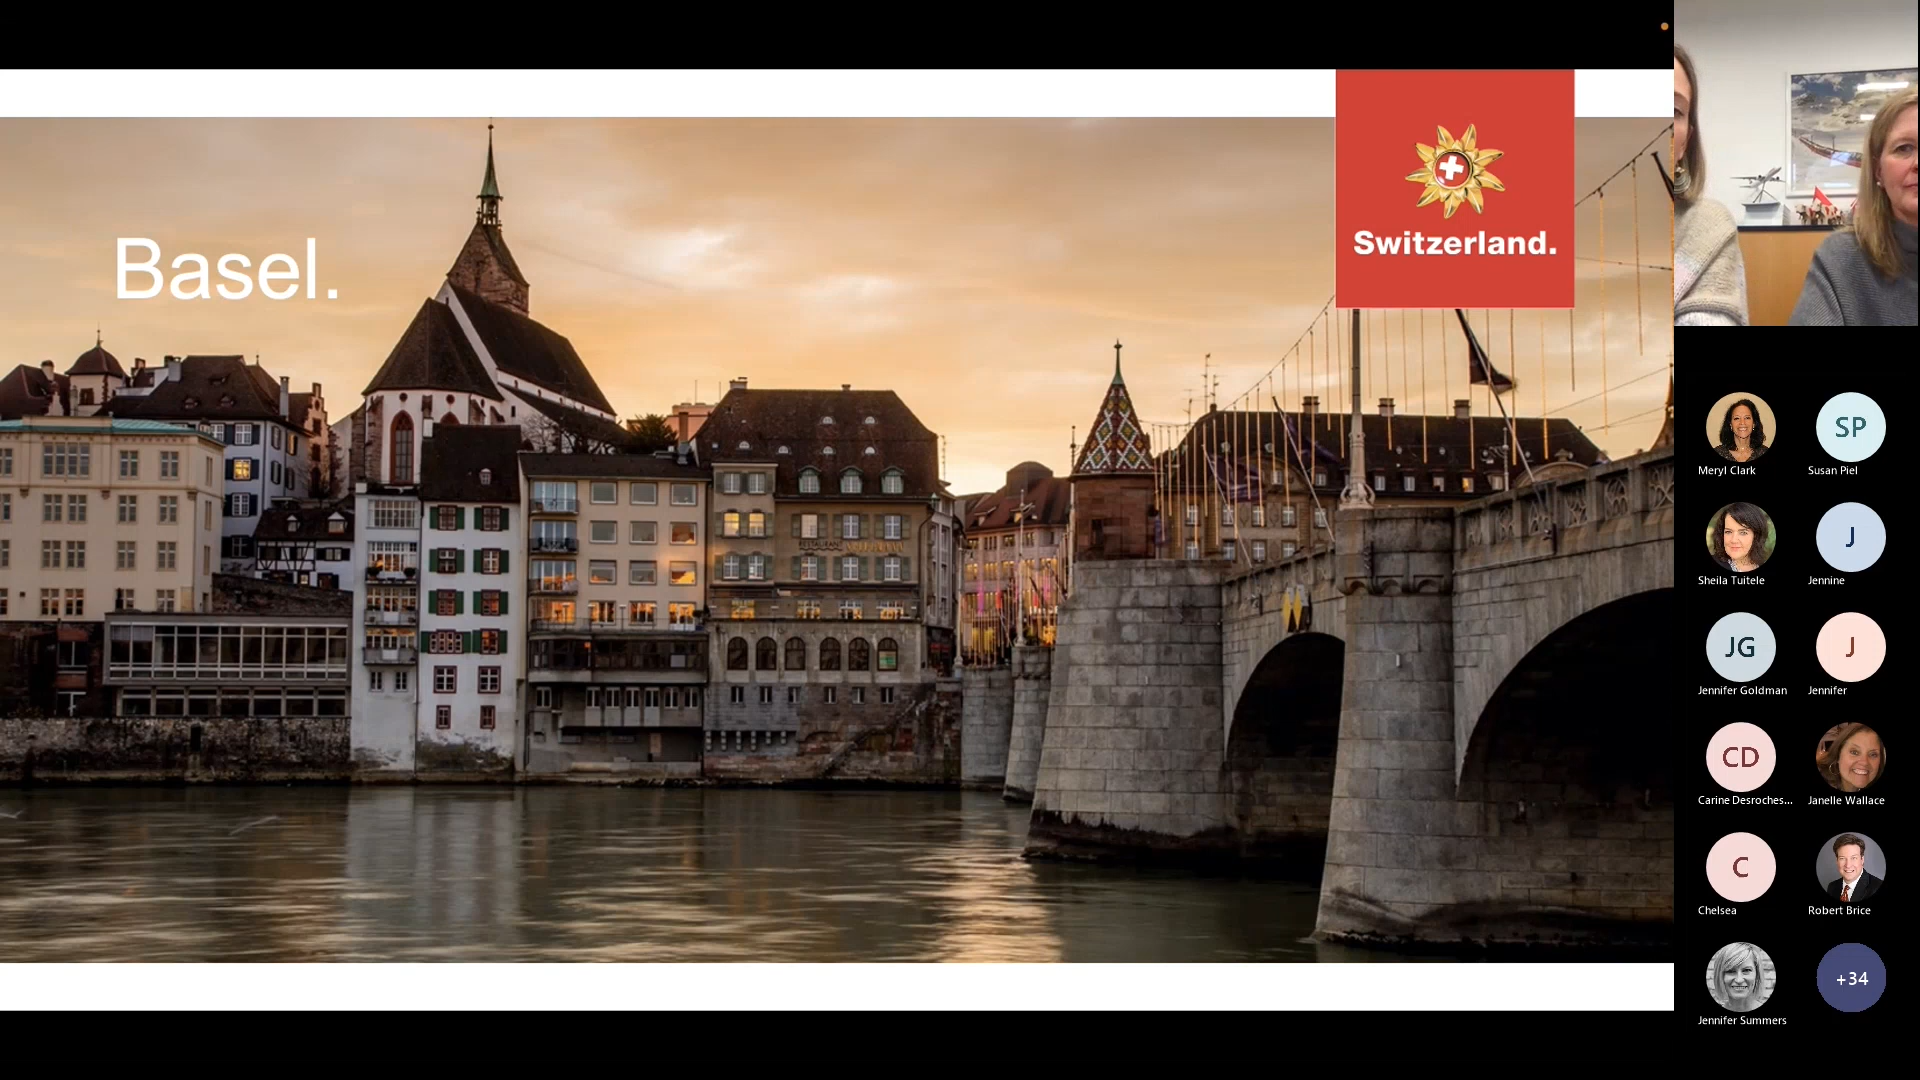 Basel.
Switzerland.
RESTAURANT
Meryl Clark
SP
Susan Piel
Sheila Tuitele
J
Jennine
JG
Jennifer Goldman
J
Jennifer
CD
Carine Desroches...
Janelle Wallace
C
Chelsea
Robert Brice
Jennifer Summers
+34